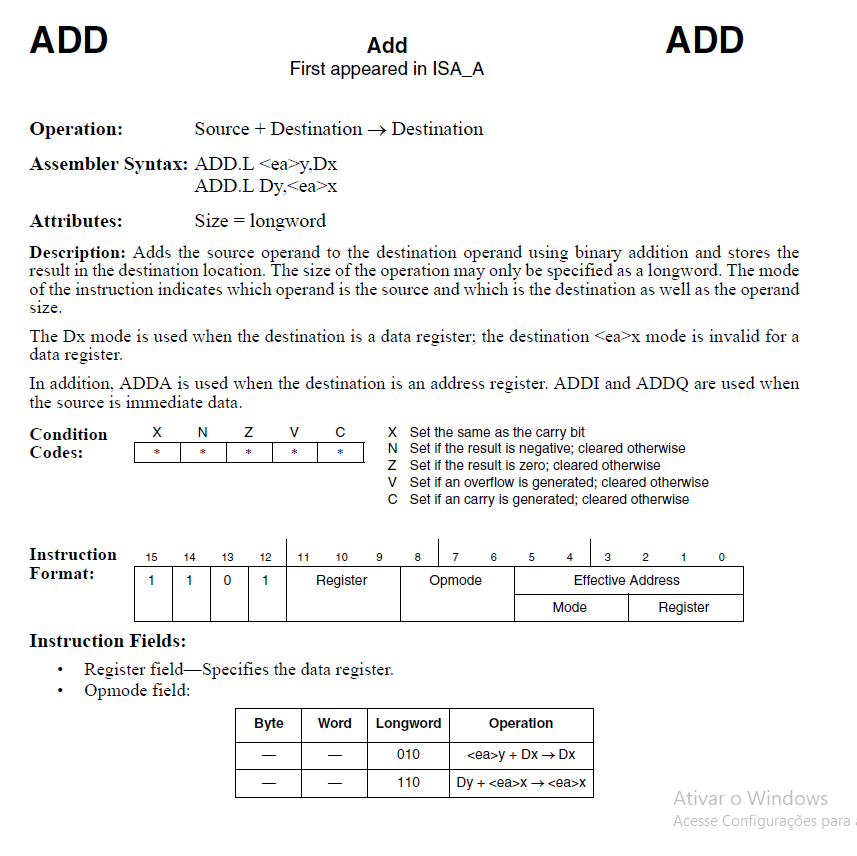 ADD Add ADD
First appeared in ISA_A
Operation: Source + Destination → Destination
Assembler Syntax: ADD.L <ea>y,Dx
ADD.L Dy,<ea>x
Attributes: Size = longword
Description: Adds the source operand to the destination operand using binary addition and stores the
result in the destination location. The size of the operation may only be specified as a longword. The mode
of the instruction indicates which operand is the source and which is the destination as well as the operand
size.
The Dx mode is used when the destination is a data register; the destination <ea>x mode is invalid for a
data register.
In addition, ADDA is used when the destination is an address register. ADDI and ADDQ are used when
the source is immediate data.
Condition Codes:
X N Z V C
* * * * *
X Set the same as the carry bit
N Set if the result is negative; cleared otherwise
Z Set if the result is zero; cleared otherwise
V Set if an overflow is generated; cleared otherwise
C Set if an carry is generated; cleared otherwise
Instruction Format:
15 14 13 12 11 10 9 8 7 6 5 4 3 2 1 0
1 1 0 1 Register Opmode Effective Address
Mode Register
Instruction Fields:
• Register field—Specifies the data register.
• Opmode field:
Byte Word Longword Operation
— — 010 <ea>y + Dx → Dx
— — 110 Dy + <ea>x → <ea>x
Ativar o Windows
Acesse Configurações para a